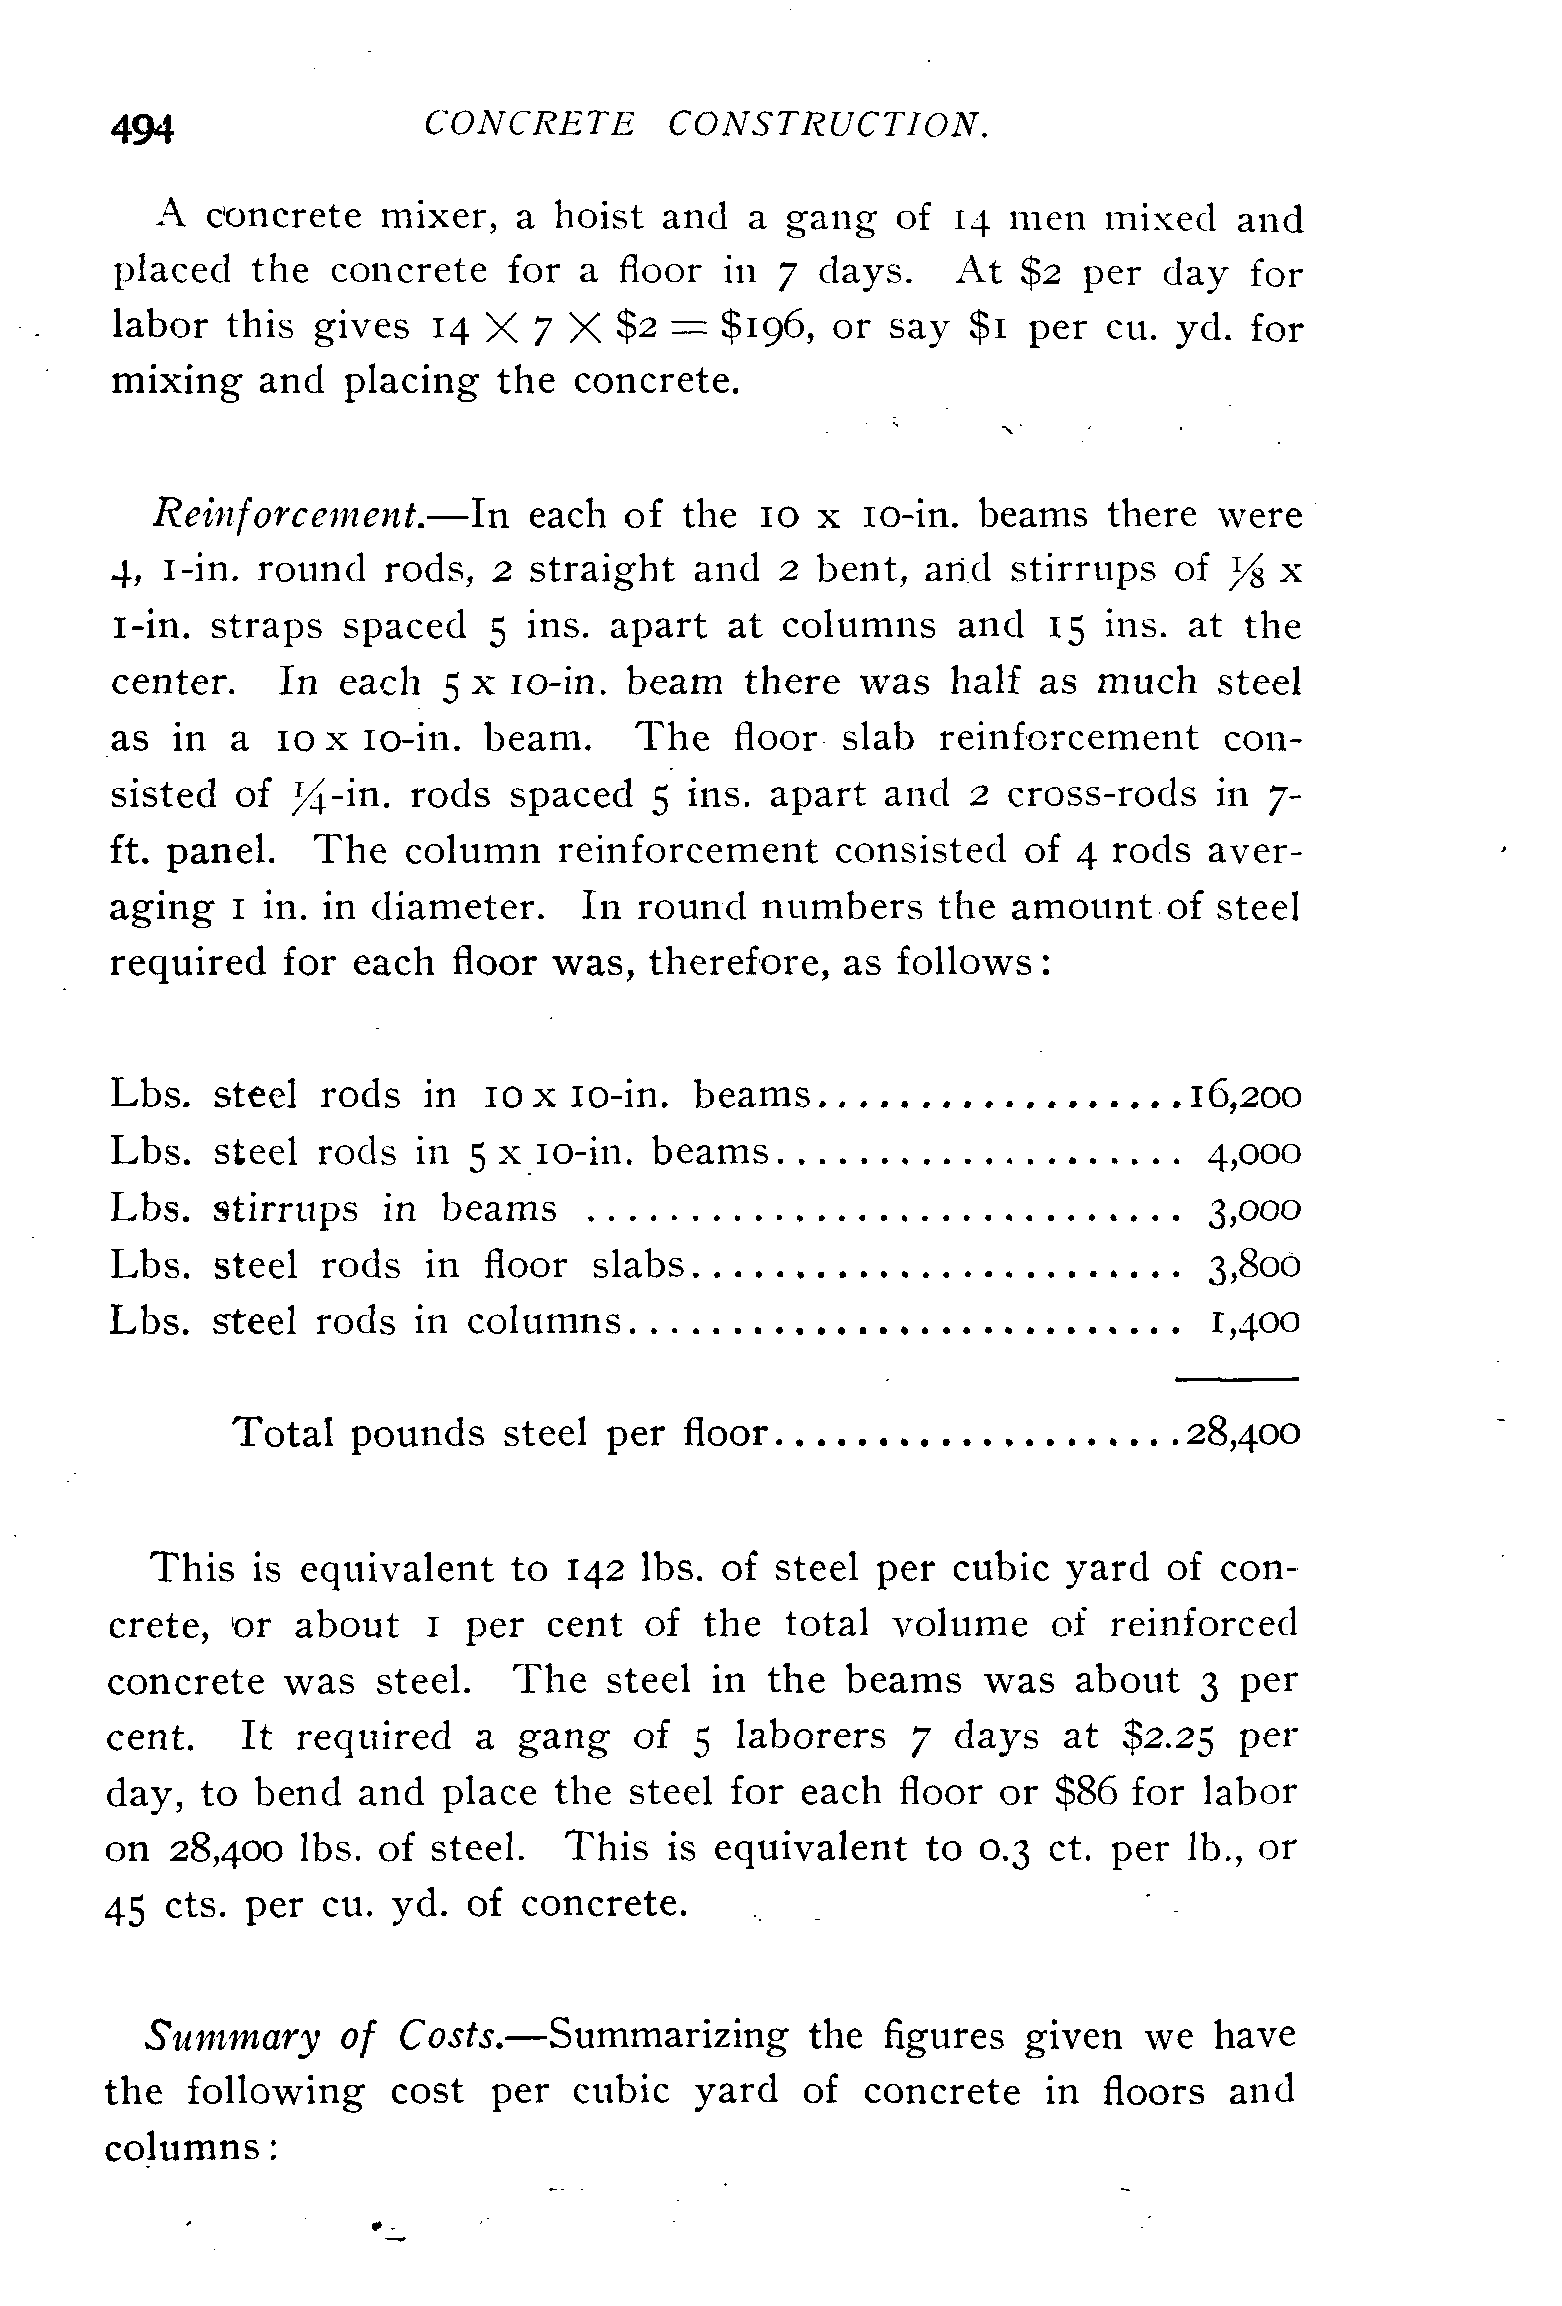 494 CONCRETE CONSTRUCTION.
A concrete mixer, a hoist and a gang of 14 men mixed and
placed the concrete for a floor in 7 days. At $2 per day for
labor this gives 14 X 7 X $2 = $196, or say $1 per cu. yd. for
mixing and placing the concrete.
Reinforcement.—In each of the 10 x 10-in. beams there were
4, 1-in. round rods, 2 straight and 2 bent, and stirrups of ⅛ x
1-in. straps spaced 5 ins. apart at columns and 15 ins. at the
center. In each 5 x 10-in. beam there was half as much steel
as in a 10 x 10-in. beam. The floor slab reinforcement con-
sisted of ¼-in. rods spaced 5 ins. apart and 2 cross-rods in 7-
ft. panel. The column reinforcement consisted of 4 rods aver-
aging 1 in. in diameter. In round numbers the amount of steel
required for each floor was, therefore, as follows:
Lbs. steel rods in 10 x 10-in. beams..................16,200
Lbs. steel rods in 5 x 10-in. beams.................... 4,000
Lbs. stirrups in beams ............................. 3,000
Lbs. steel rods in floor slabs........................ 3,800
Lbs. steel rods in columns........................... 1,400
Total pounds steel per floor....................28,400
This is equivalent to 142 lbs. of steel per cubic yard of con-
crete, or about 1 per cent of the total volume of reinforced
concrete was steel. The steel in the beams was about 3 per
cent. It required a gang of 5 laborers 7 days at $2.25 per
day, to bend and place the steel for each floor or $86 for labor
on 28,400 lbs. of steel. This is equivalent to 0.3 ct. per lb., or
45 cts. per cu. yd. of concrete.
Summary of Costs.—Summarizing the figures given we have
the following cost per cubic yard of concrete in floors and
columns: